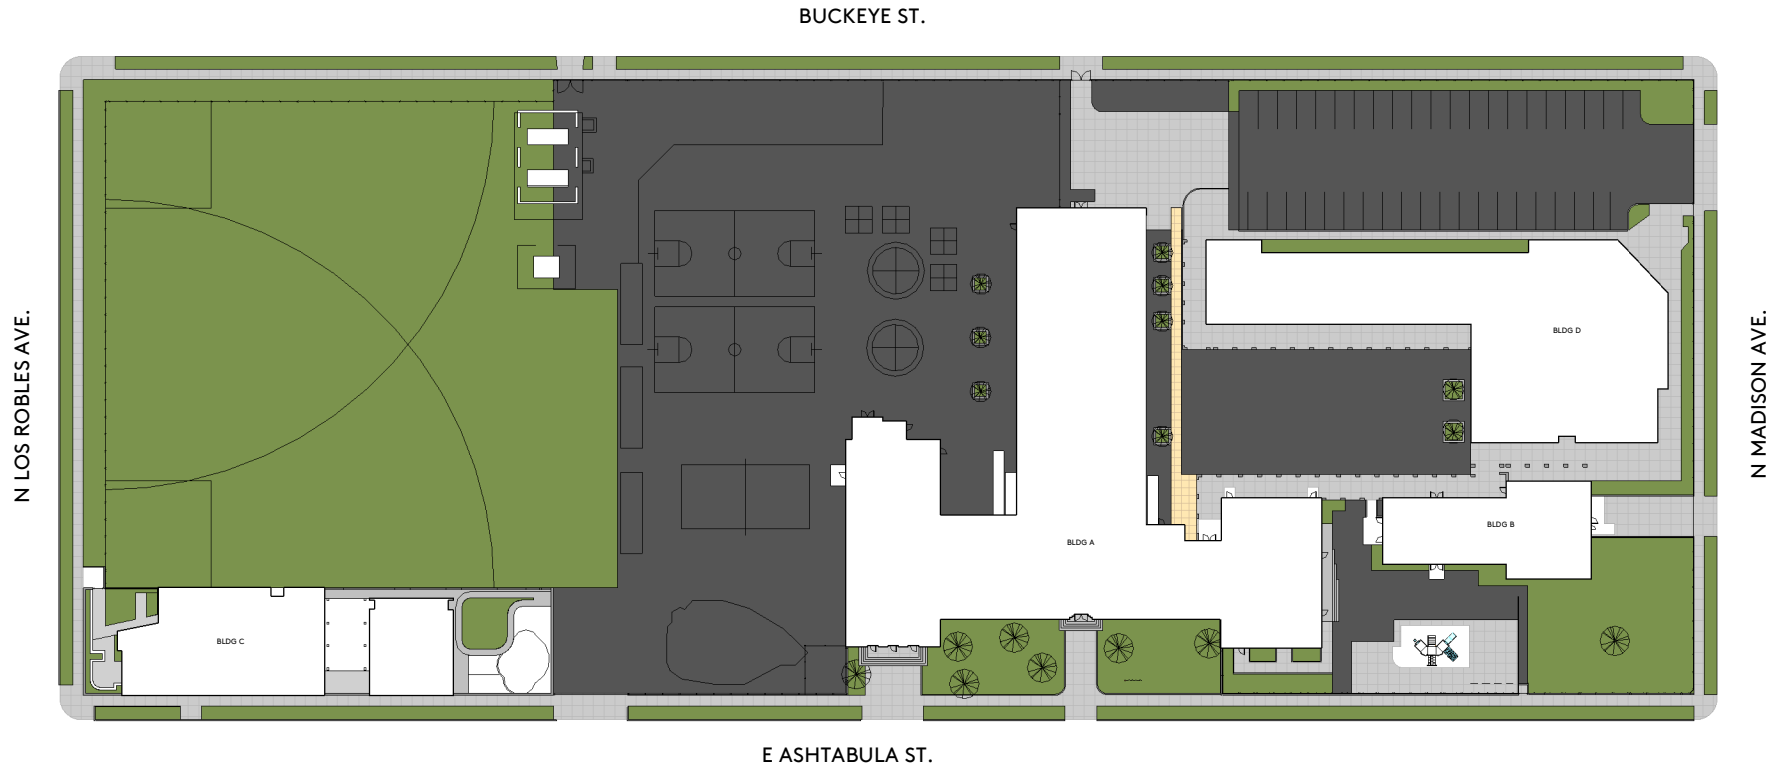 BUCKEYE ST.
N LOS ROBLES AVE.
N MADISON AVE.
BLDG D
BLDG B
BLDG A
BLDG C
E ASHTABULA ST.